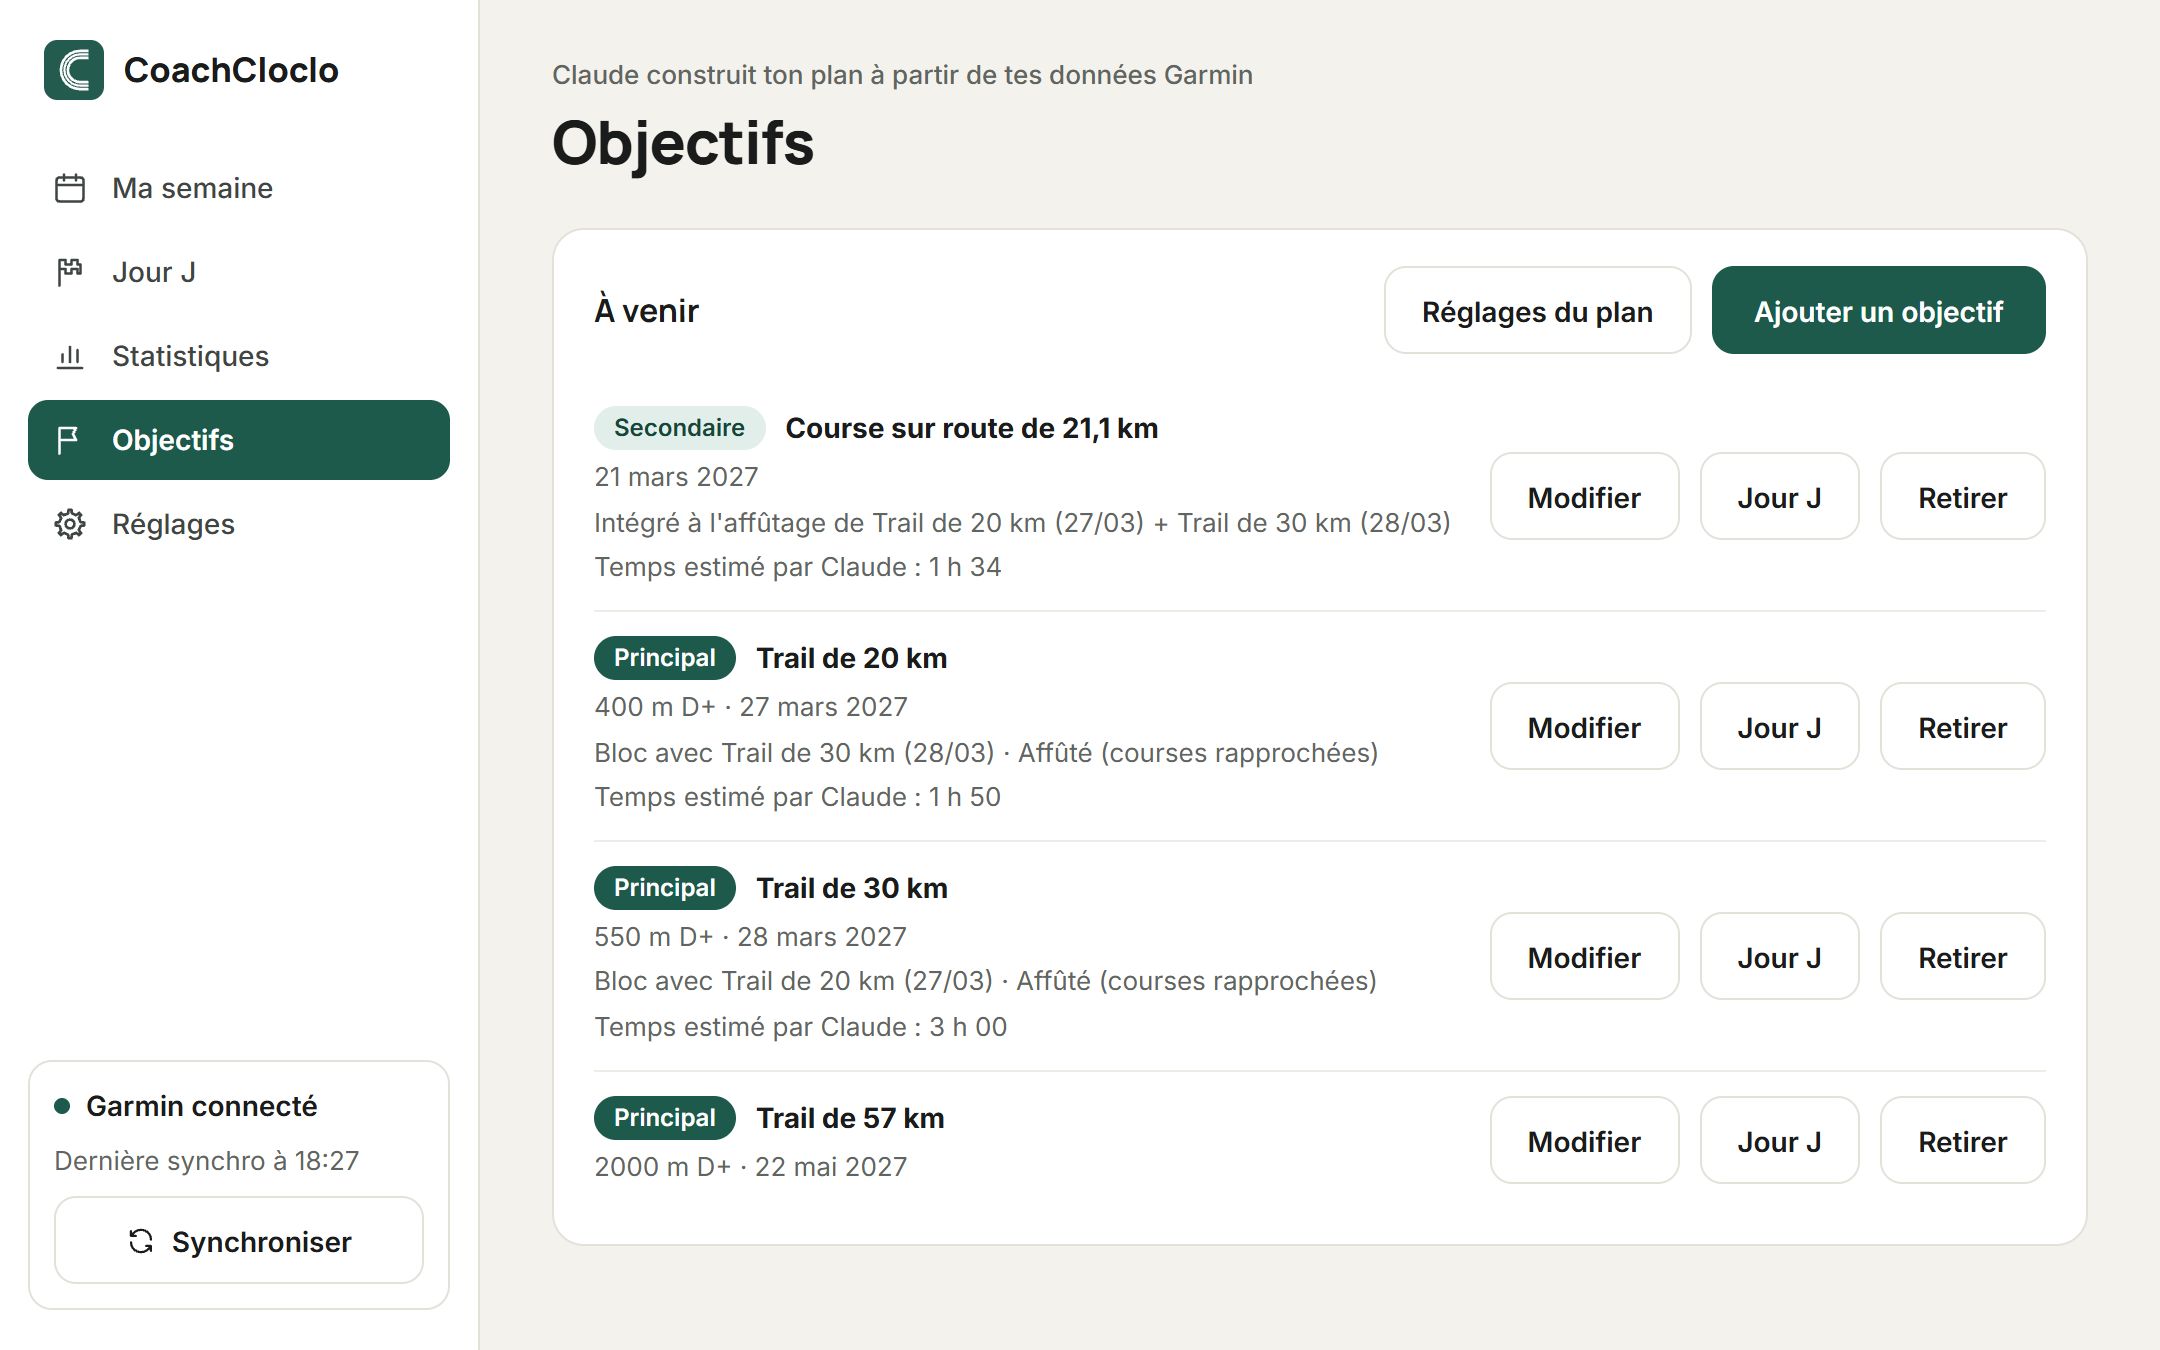 CoachCloclo
Ma semaine
Jour J
Statistiques
Objectifs
Réglages
Garmin connecté
Dernière synchro à 18:27
Synchroniser
Claude construit ton plan à partir de tes données Garmin
Objectifs
À venir
Réglages du plan
Ajouter un objectif
Secondaire Course sur route de 21,1 km
21 mars 2027
Intégré à l'affûtage de Trail de 20 km (27/03) + Trail de 30 km (28/03)
Temps estimé par Claude : 1 h 34
Modifier Jour J Retirer
Principal Trail de 20 km
400 m D+ · 27 mars 2027
Bloc avec Trail de 30 km (28/03) · Affûté (courses rapprochées)
Temps estimé par Claude : 1 h 50
Modifier Jour J Retirer
Principal Trail de 30 km
550 m D+ · 28 mars 2027
Bloc avec Trail de 20 km (27/03) · Affûté (courses rapprochées)
Temps estimé par Claude : 3 h 00
Modifier Jour J Retirer
Principal Trail de 57 km
2000 m D+ · 22 mai 2027
Modifier Jour J Retirer